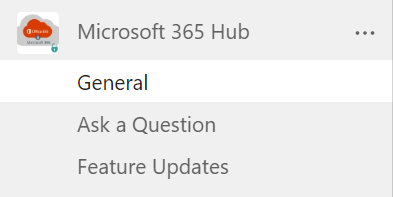 Microsoft 365 Hub
General
Ask a Question
Feature Updates